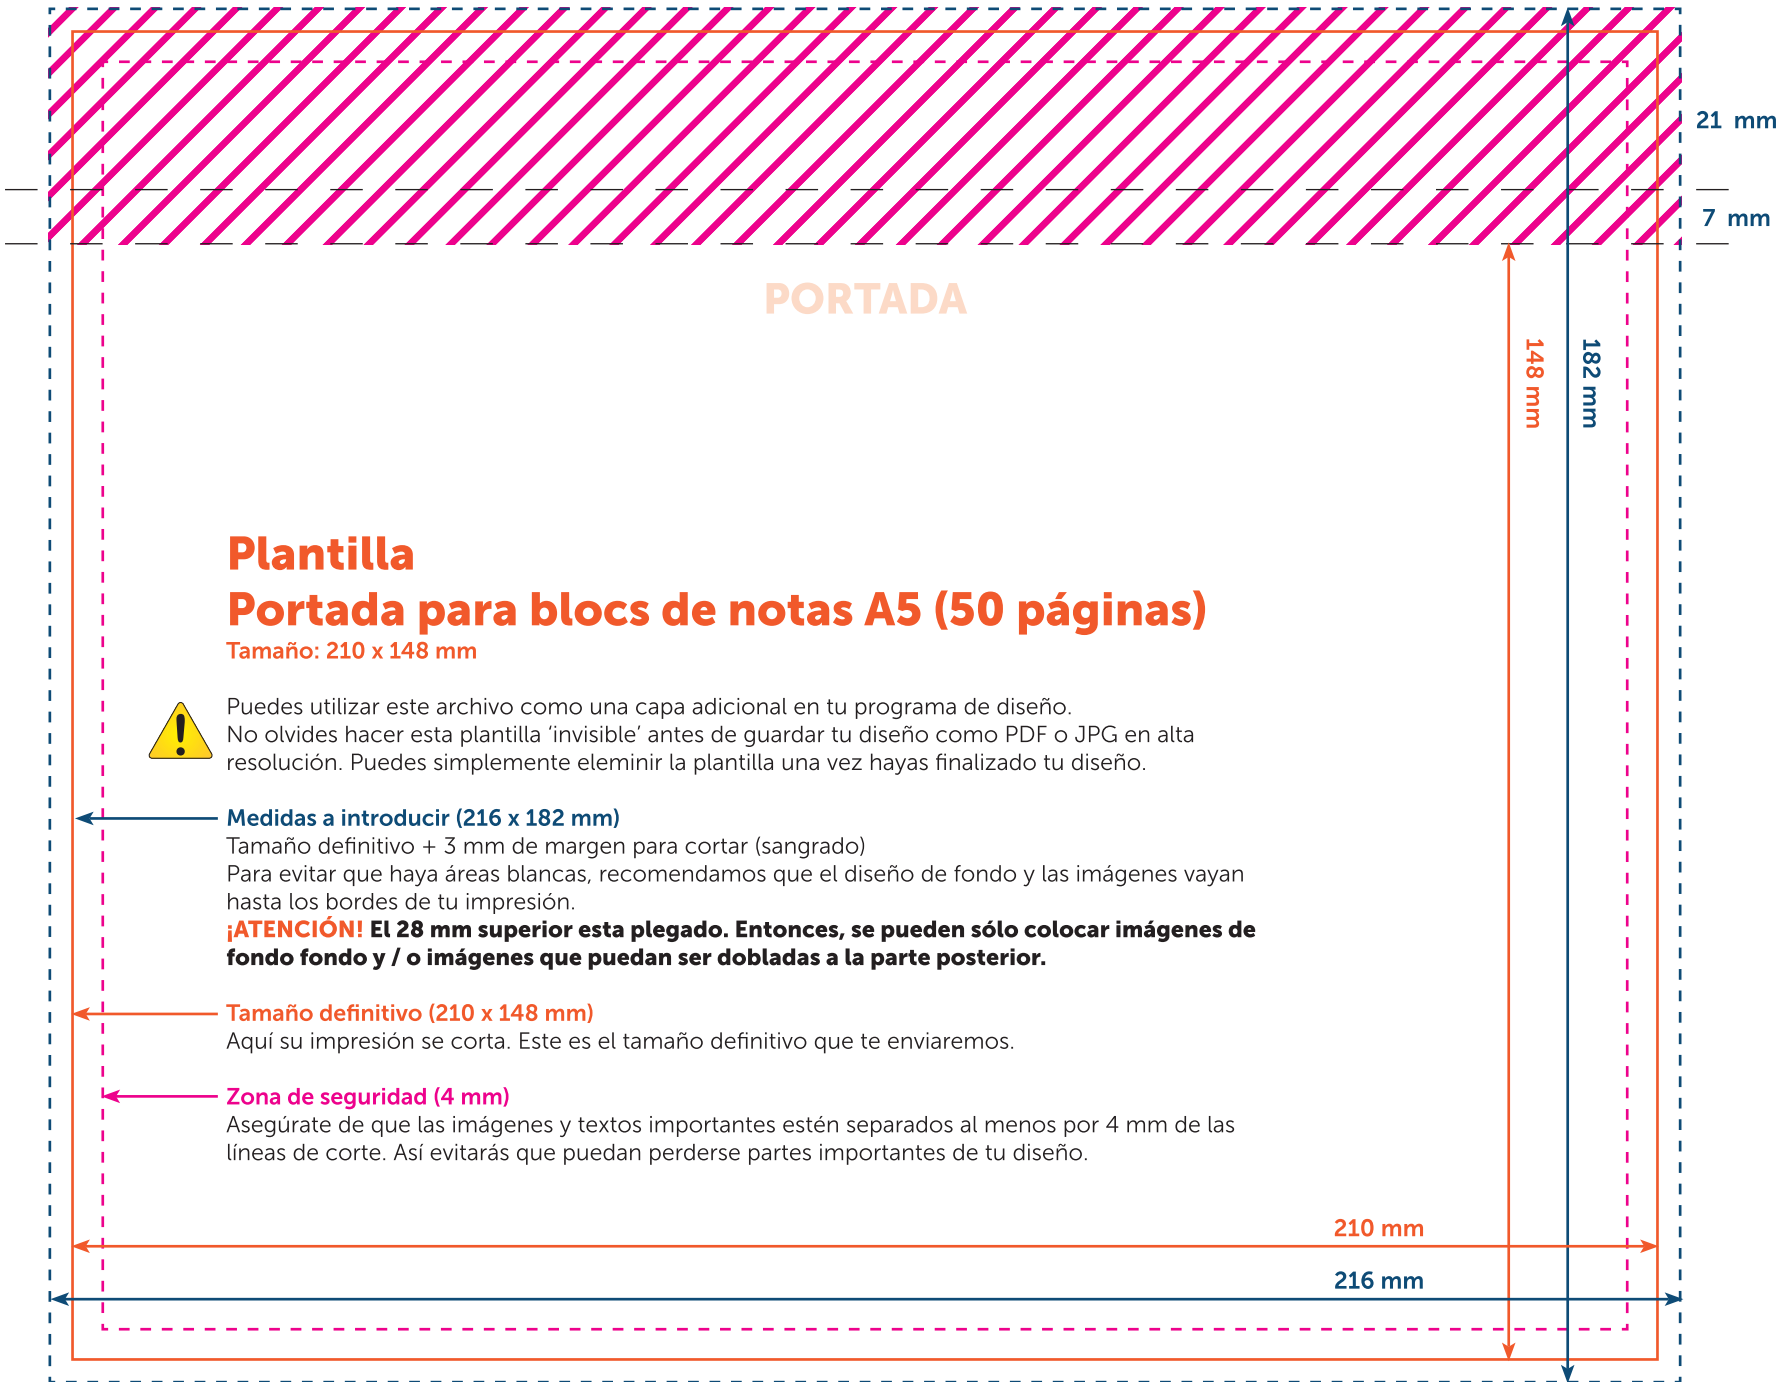 21 mm
7 mm
PORTADA
148 mm
182 mm
Plantilla
Portada para blocs de notas A5 (50 páginas)
Tamaño: 210 x 148 mm
Puedes utilizar este archivo como una capa adicional en tu programa de diseño.
No olvides hacer esta plantilla ‘invisible’ antes de guardar tu diseño como PDF o JPG en alta
resolución. Puedes simplemente eleminir la plantilla una vez hayas finalizado tu diseño.
Medidas a introducir (216 x 182 mm)
Tamaño definitivo + 3 mm de margen para cortar (sangrado)
Para evitar que haya áreas blancas, recomendamos que el diseño de fondo y las imágenes vayan
hasta los bordes de tu impresión.
¡ATENCIÓN! El 28 mm superior esta plegado. Entonces, se pueden sólo colocar imágenes de
fondo fondo y / o imágenes que puedan ser dobladas a la parte posterior.
Tamaño definitivo (210 x 148 mm)
Aquí su impresión se corta. Este es el tamaño definitivo que te enviaremos.
Zona de seguridad (4 mm)
Asegúrate de que las imágenes y textos importantes estén separados al menos por 4 mm de las
líneas de corte. Así evitarás que puedan perderse partes importantes de tu diseño.
210 mm
216 mm